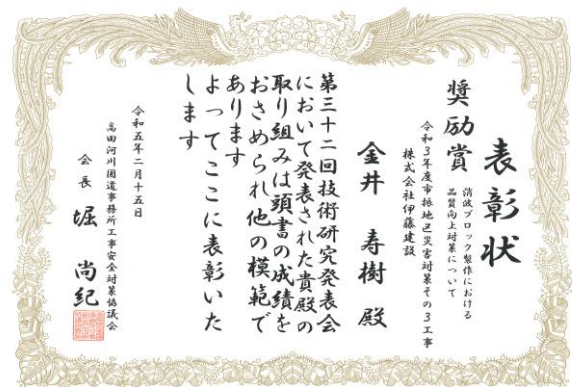 表彰状
奨励賞
消波ブロック製作における
品質向上対策について
令和3年度市振地区災害対策その3工事
株式会社伊藤建設
金井 寿樹 殿
第三十二回技術研究発表会
において発表された貴殿の
取り組みは頭書の成績を
おさめられ他の模範で
あります
よってここに表彰いた
します
令和五年二月十五日
高田河川国道事務所工事安全対策協議会
会長 堀 尚紀